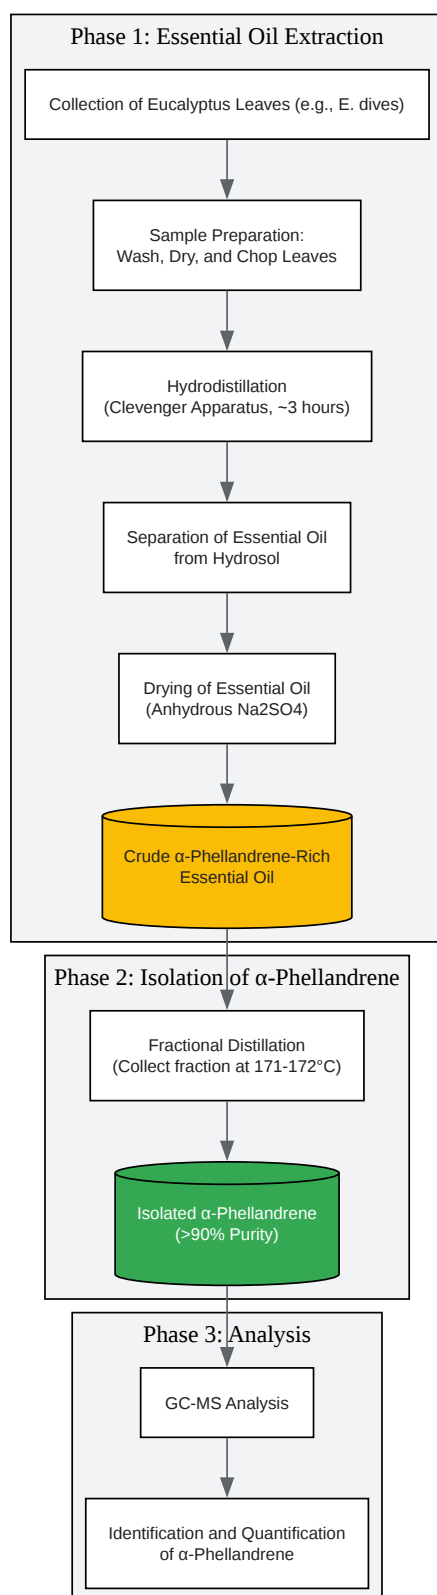 Phase 1: Essential Oil Extraction
Collection of Eucalyptus Leaves (e.g., E. dives)
Sample Preparation:
Wash, Dry, and Chop Leaves
Hydrodistillation
(Clevenger Apparatus, ~3 hours)
Separation of Essential Oil
from Hydrosol
Drying of Essential Oil
(Anhydrous Na2SO4)
Crude α-Phellandrene-Rich
Essential Oil
Phase 2: Isolation of α-Phellandrene
Fractional Distillation
(Collect fraction at 171-172°C)
Isolated α-Phellandrene
(>90% Purity)
Phase 3: Analysis
GC-MS Analysis
Identification and Quantification
of α-Phellandrene